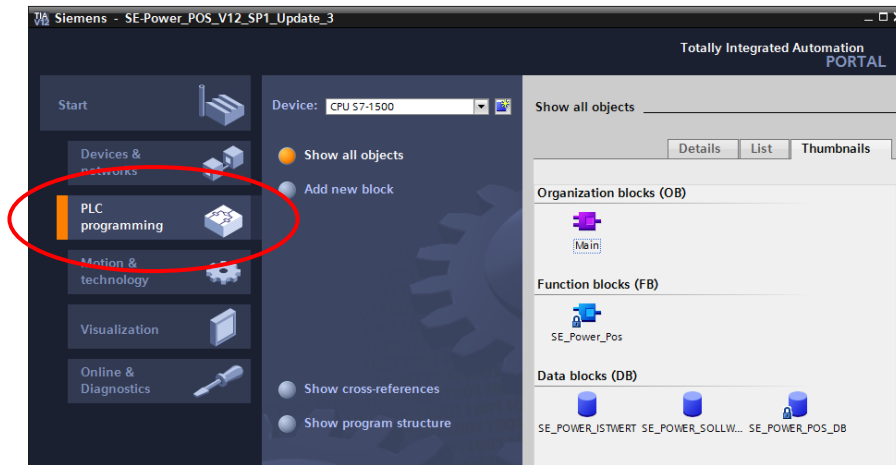 Siemens - SE-Power_POS_V12_SP1_Update_3
Totally Integrated Automation
PORTAL
Start
Devices &
networks
PLC
programming
Motion &
technology
Visualization
Online &
Diagnostics
Device: CPU S7-1500
Show all objects
Add new block
Show cross-references
Show program structure
Show all objects
Details List Thumbnails
Organization blocks (OB)
Main
Function blocks (FB)
SE_Power_Pos
Data blocks (DB)
SE_POWER_ISTWERT SE_POWER_SOLLW... SE_POWER_POS_DB